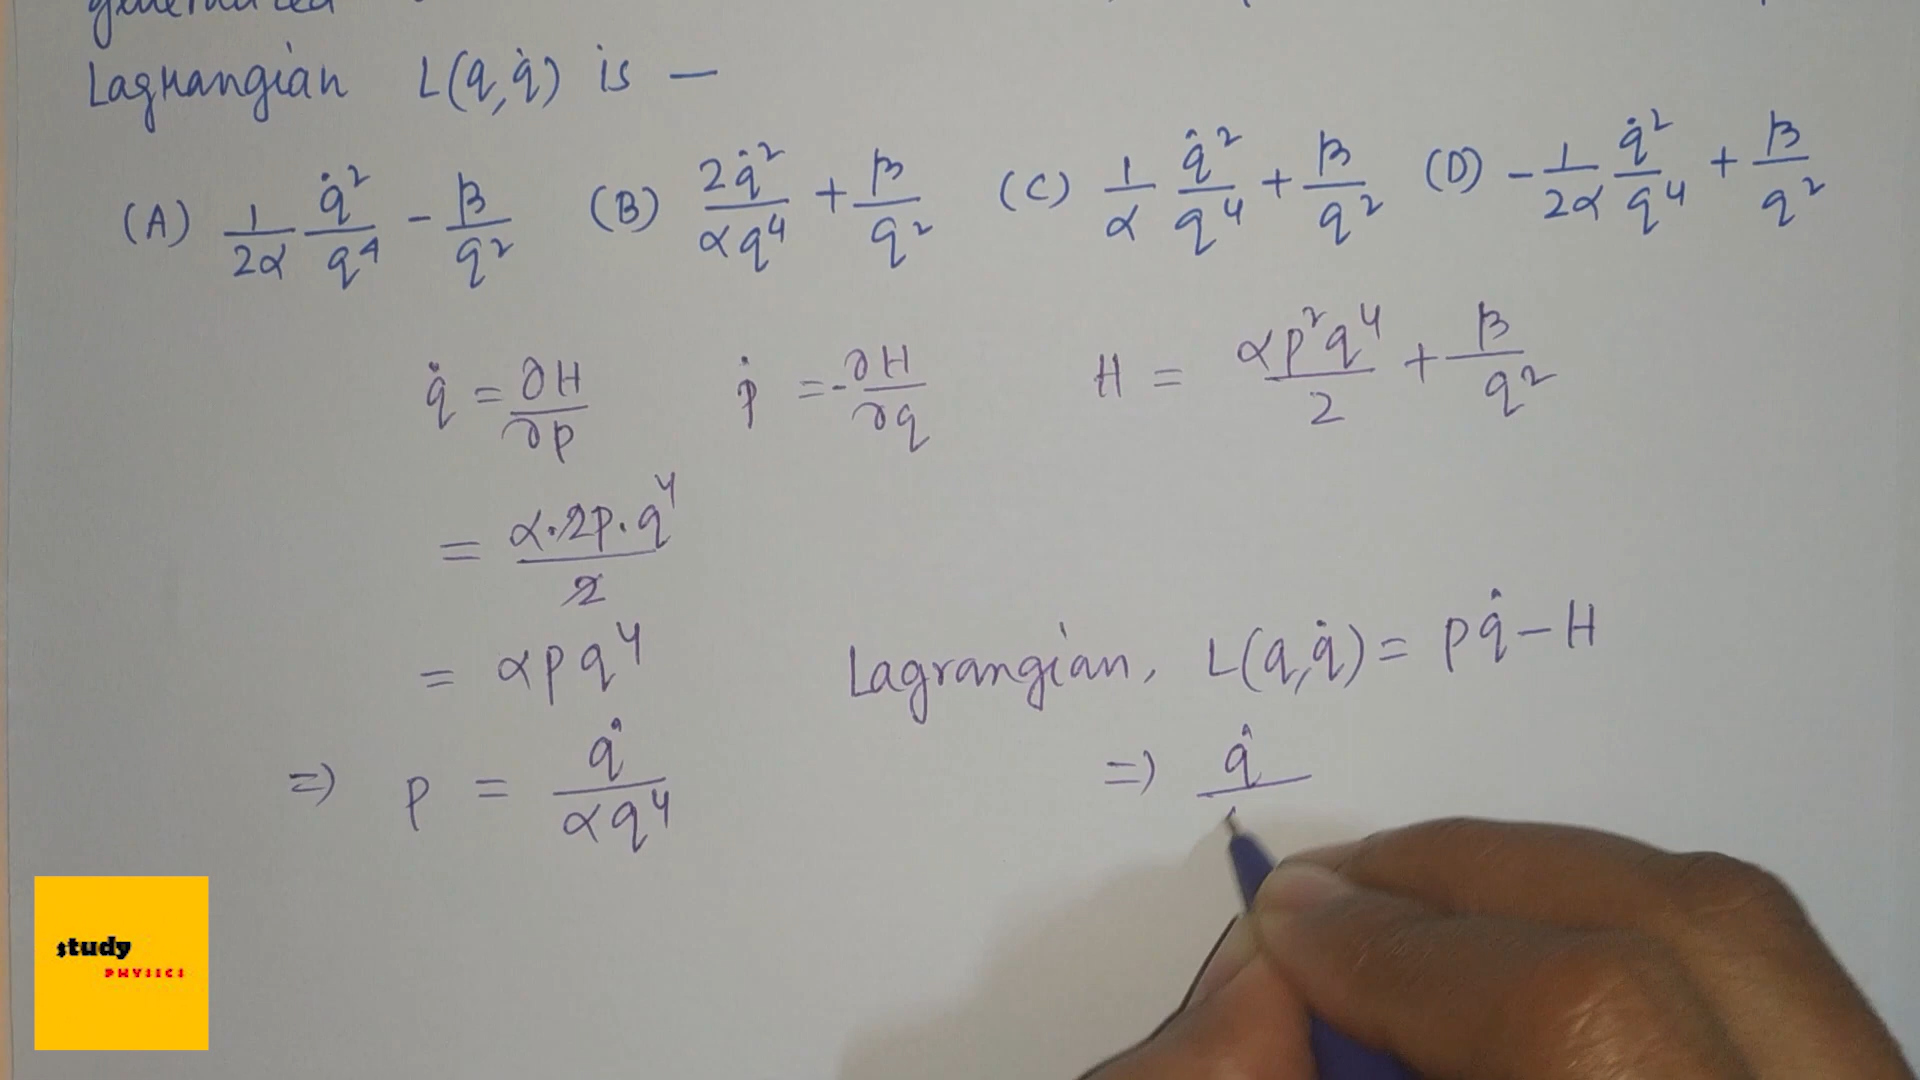 Lagrangian L(q,q̇) is —
(A) 1/2α q̇²/q⁴ - β/q² (B) 2q̇²/αq⁴ + β/q² (C) 1/α q̇²/q⁴ + β/q² (D) -1/2α q̇²/q⁴ + β/q²
q̇ = ∂H/∂p ṗ = -∂H/∂q H = αp²q⁴/2 + β/q²
= α·2p·q⁴/2
= αpq⁴ Lagrangian, L(q,q̇) = pq̇ - H
=> p = q̇/αq⁴ => q̇
study
PHYSICS